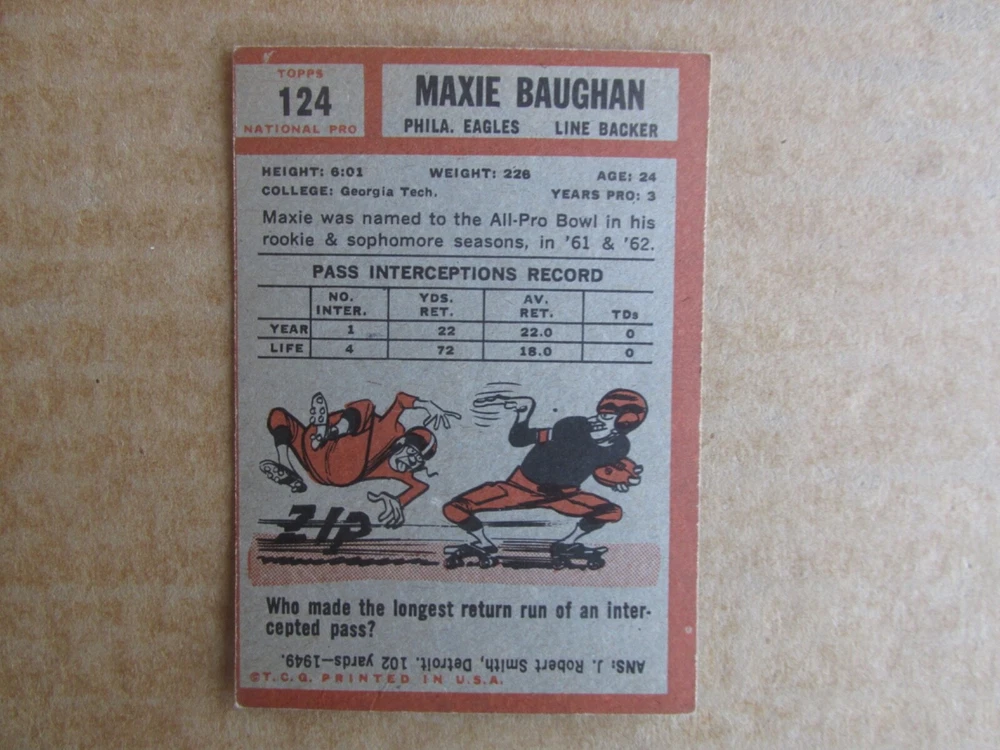 TOPPS
124
NATIONAL PRO
MAXIE BAUGHAN
PHILA. EAGLES LINE BACKER
HEIGHT: 6:01 WEIGHT: 226 AGE: 24
COLLEGE: Georgia Tech. YEARS PRO: 3
Maxie was named to the All-Pro Bowl in his
rookie & sophomore seasons, in '61 & '62.
PASS INTERCEPTIONS RECORD
NO. INTER. YDS. RET. AV. RET. TDs
YEAR 1 22 22.0 0
LIFE 4 72 18.0 0
ZIP
Who made the longest return run of an inter-
cepted pass?
ANS: J. Robert Smith, Detroit. 102 yards—1949.
©T.C.G. PRINTED IN U.S.A.